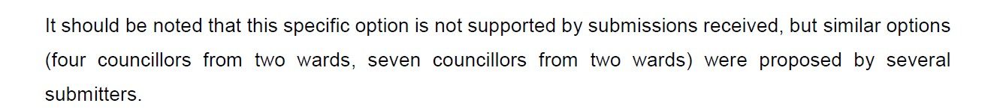 It should be noted that this specific option is not supported by submissions received, but similar options
(four councillors from two wards, seven councillors from two wards) were proposed by several
submitters.